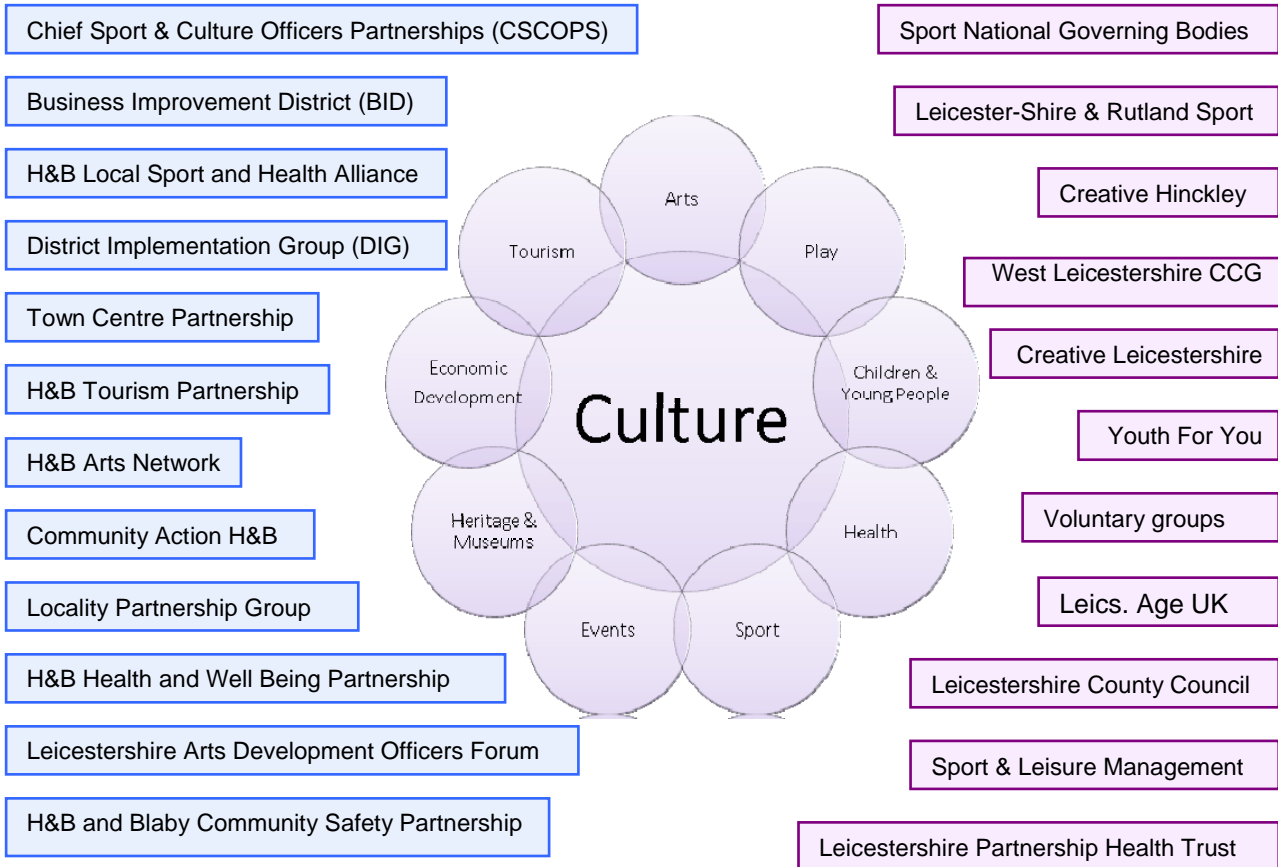 Chief Sport & Culture Officers Partnerships (CSCOPS)
Business Improvement District (BID)
H&B Local Sport and Health Alliance
District Implementation Group (DIG)
Town Centre Partnership
H&B Tourism Partnership
H&B Arts Network
Community Action H&B
Locality Partnership Group
H&B Health and Well Being Partnership
Leicestershire Arts Development Officers Forum
H&B and Blaby Community Safety Partnership
Arts
Play
Children &
Young People
Health
Sport
Events
Heritage &
Museums
Economic
Development
Tourism
Culture
Sport National Governing Bodies
Leicester-Shire & Rutland Sport
Creative Hinckley
West Leicestershire CCG
Creative Leicestershire
Youth For You
Voluntary groups
Leics. Age UK
Leicestershire County Council
Sport & Leisure Management
Leicestershire Partnership Health Trust